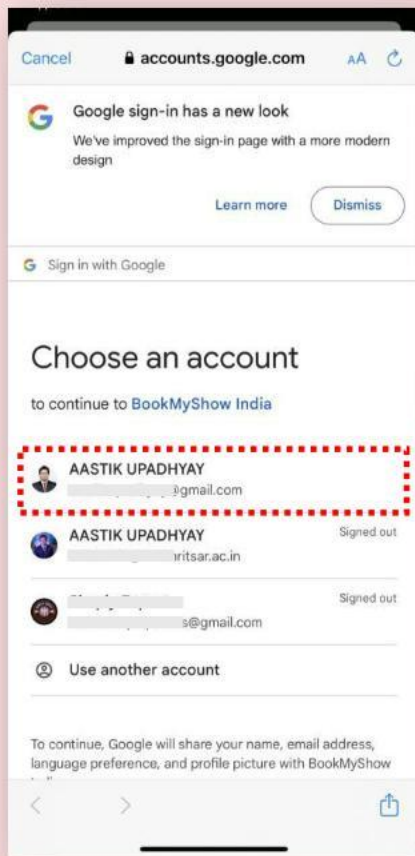 Cancel
accounts.google.com
AA
Google sign-in has a new look
We've improved the sign-in page with a more modern
design
Learn more
Dismiss
G Sign in with Google
Choose an account
to continue to BookMyShow India
AASTIK UPADHYAY
@gmail.com
AASTIK UPADHYAY
Signed out
ritsar.ac.in
Signed out
s@gmail.com
Use another account
To continue, Google will share your name, email address,
language preference, and profile picture with BookMyShow